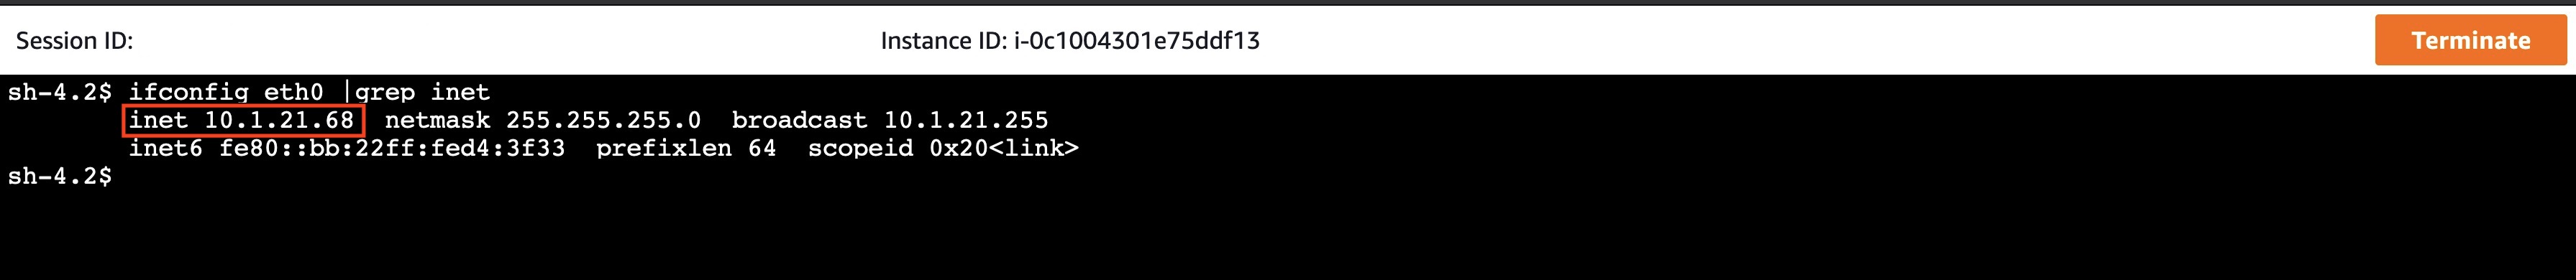 Session ID:
Instance ID: i-0c1004301e75ddf13
Terminate
sh-4.2$ ifconfig eth0 |grep inet
inet 10.1.21.68  netmask 255.255.255.0  broadcast 10.1.21.255
inet6 fe80::bb:22ff:fed4:3f33  prefixlen 64  scopeid 0x20<link>
sh-4.2$